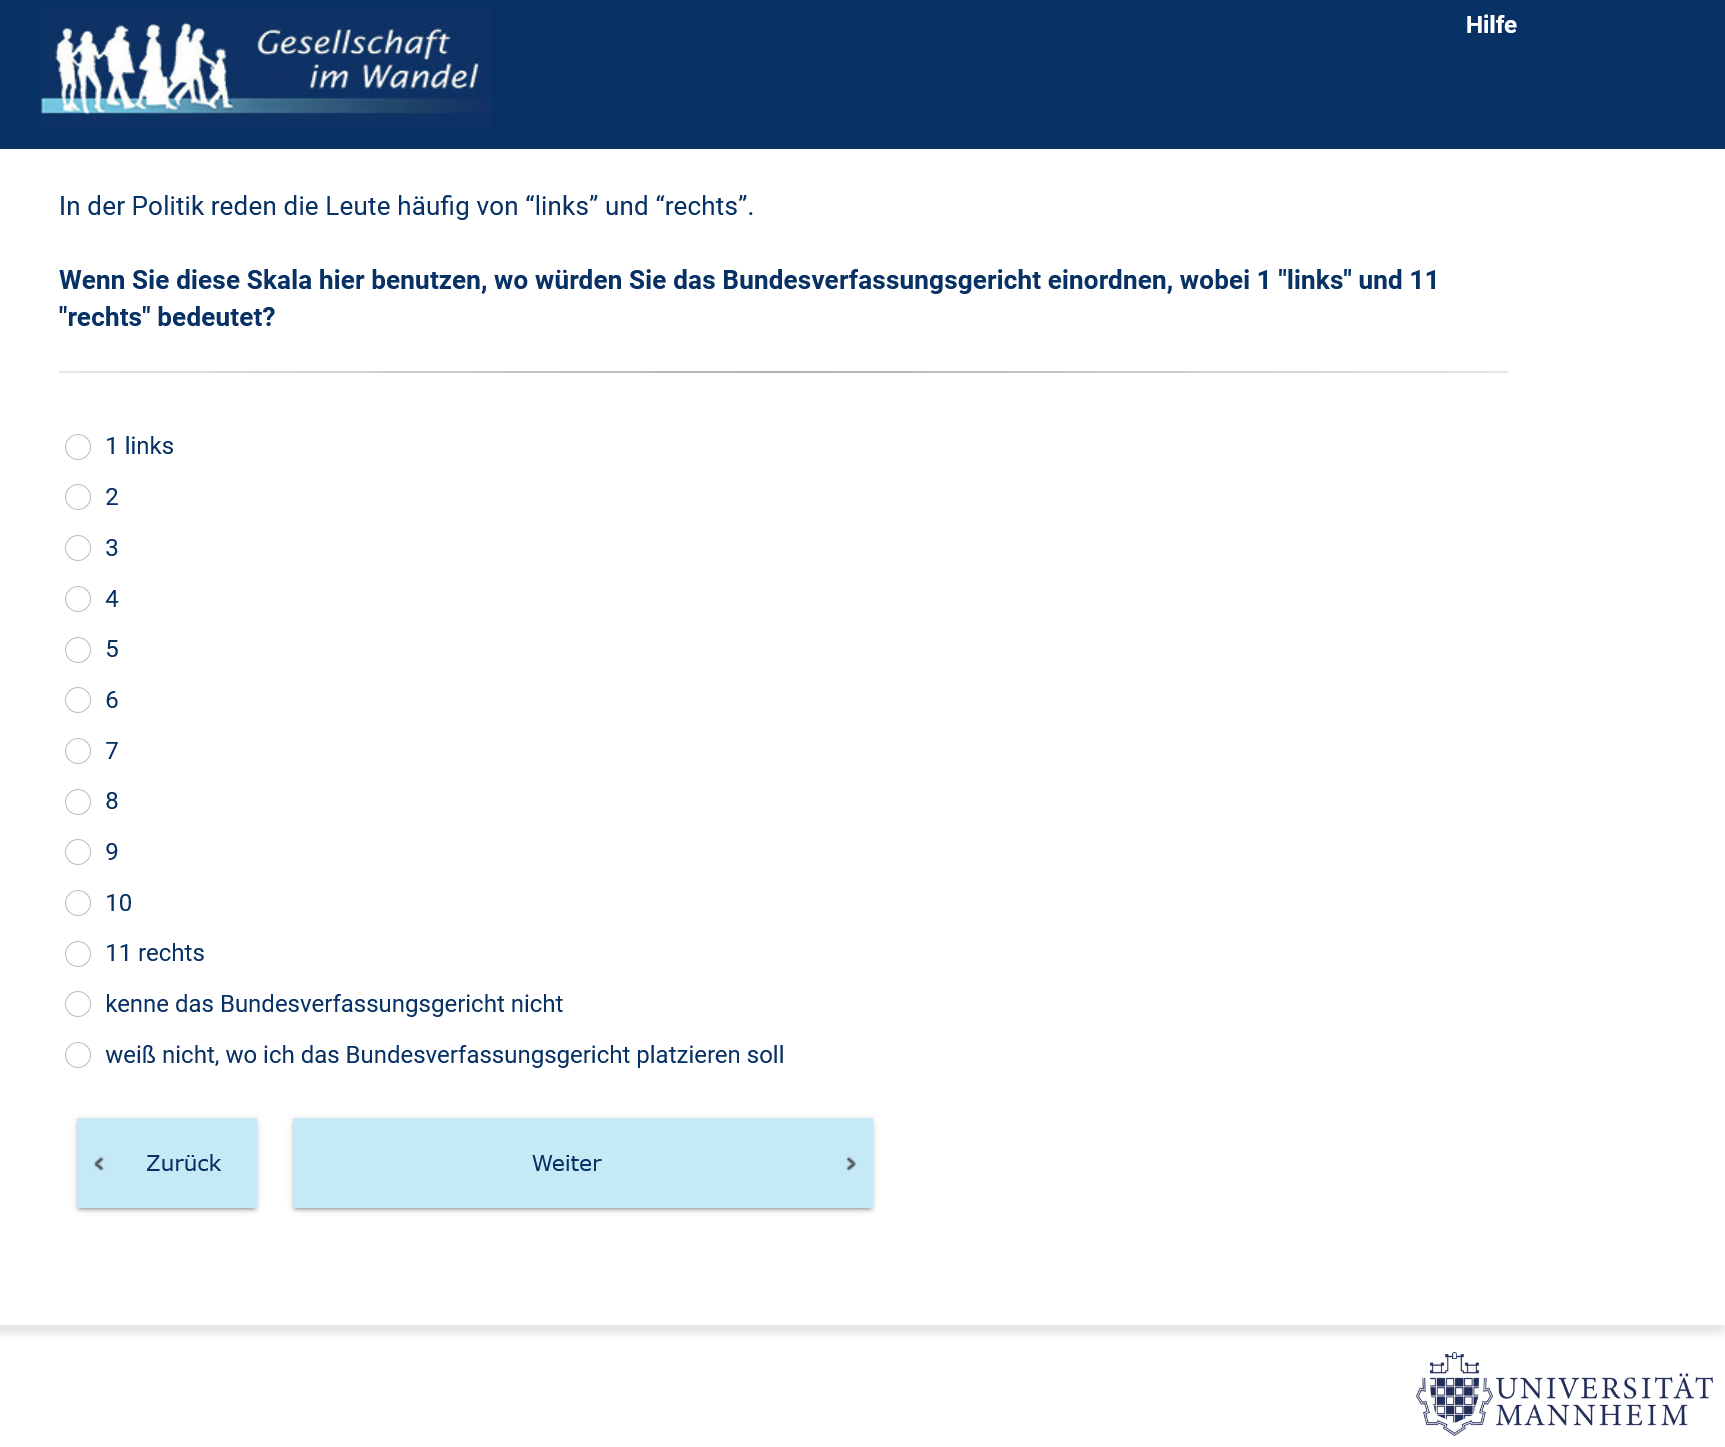 Gesellschaft
im Wandel
Hilfe
In der Politik reden die Leute häufig von “links” und “rechts”.
Wenn Sie diese Skala hier benutzen, wo würden Sie das Bundesverfassungsgericht einordnen, wobei 1 "links" und 11
"rechts" bedeutet?
1 links
2
3
4
5
6
7
8
9
10
11 rechts
kenne das Bundesverfassungsgericht nicht
weiß nicht, wo ich das Bundesverfassungsgericht platzieren soll
Zurück
Weiter
UNIVERSITÄT
MANNHEIM